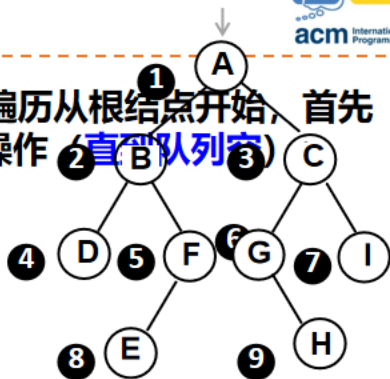 acm Internati
Program
A
1
遍历从根结点开始，首先
操作（直到队列空）
2 B 3 C
4 D 5 F 6 G 7 I
8 E 9 H